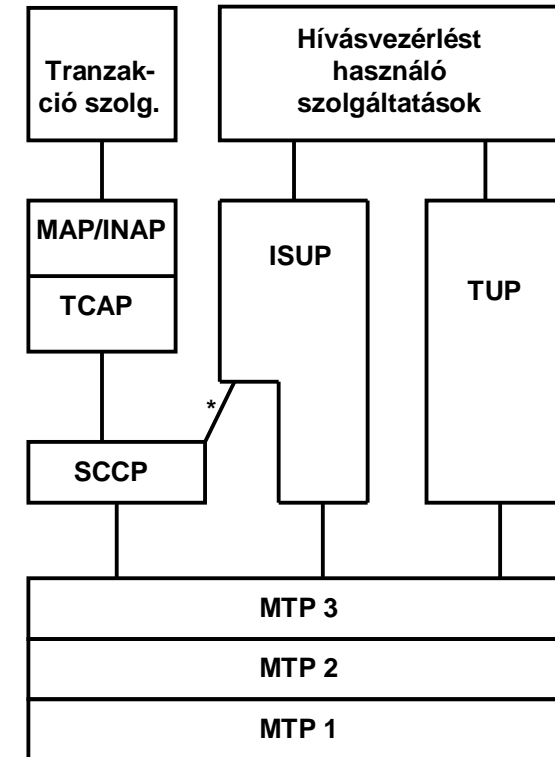 Tranzak-
ció szolg.
Hívásvezérlést
használó
szolgáltatások
MAP/INAP
TCAP
ISUP
TUP
*
SCCP
MTP 3
MTP 2
MTP 1